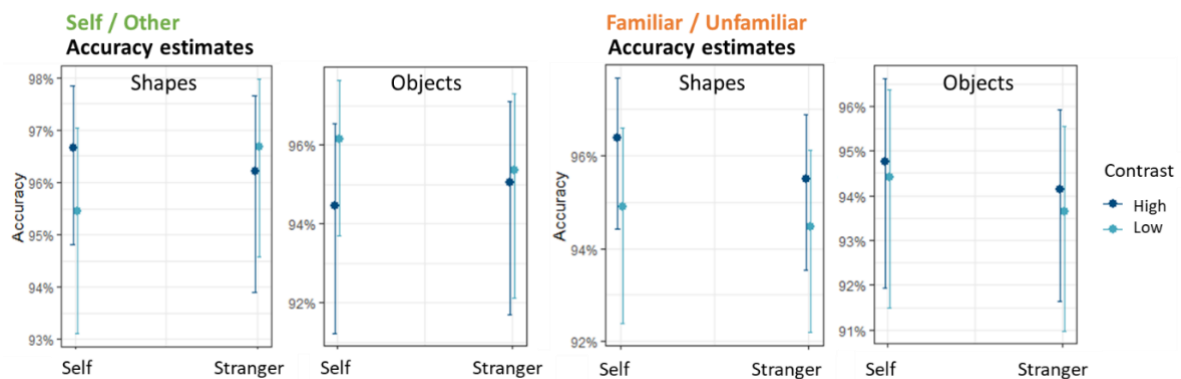 Self / Other
Accuracy estimates
Shapes
98%
97%
96%
95%
94%
93%
Accuracy
Self
Stranger
Objects
96%
94%
92%
Self
Stranger
Familiar / Unfamiliar
Accuracy estimates
Shapes
96%
94%
92%
Accuracy
Self
Stranger
Objects
96%
95%
94%
93%
92%
91%
Self
Stranger
Contrast
High
Low